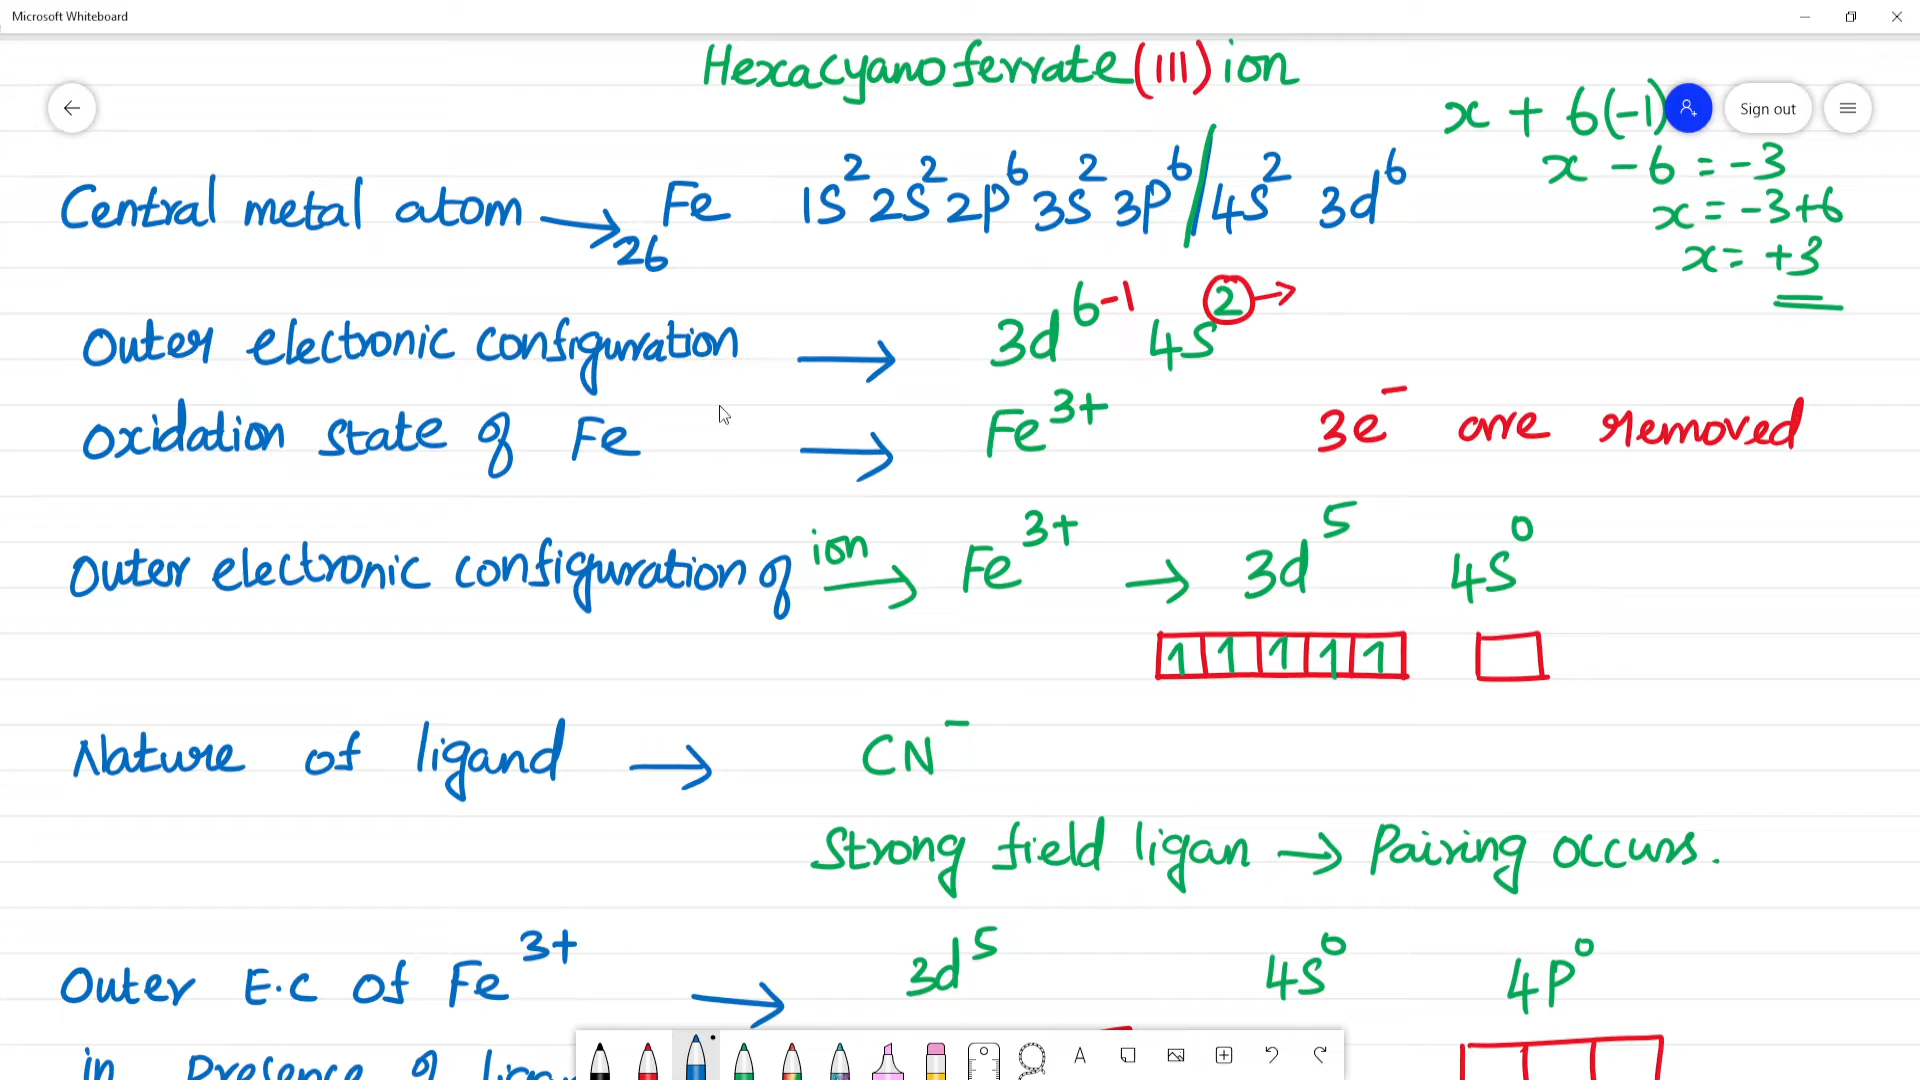 Microsoft Whiteboard
Hexacyanoferrate(III)ion
x + 6(-1)
Sign out
x - 6 = -3
x = -3+6
x = +3
Central metal atom → 26Fe 1S² 2S² 2P⁶ 3S² 3P⁶ / 4S² 3d⁶
Outer electronic configuration → 3d⁶⁻¹ 4S² →
Oxidation state of Fe → Fe³⁺ 3e⁻ are removed
Outer electronic configuration of ion → Fe³⁺ → 3d⁵ 4S⁰
1 1 1 1 1
Nature of ligand → CN⁻
Strong field ligan → Pairing occurs.
Outer E.C of Fe³⁺ → 3d⁵ 4S⁰ 4P⁰
in Presence of
A